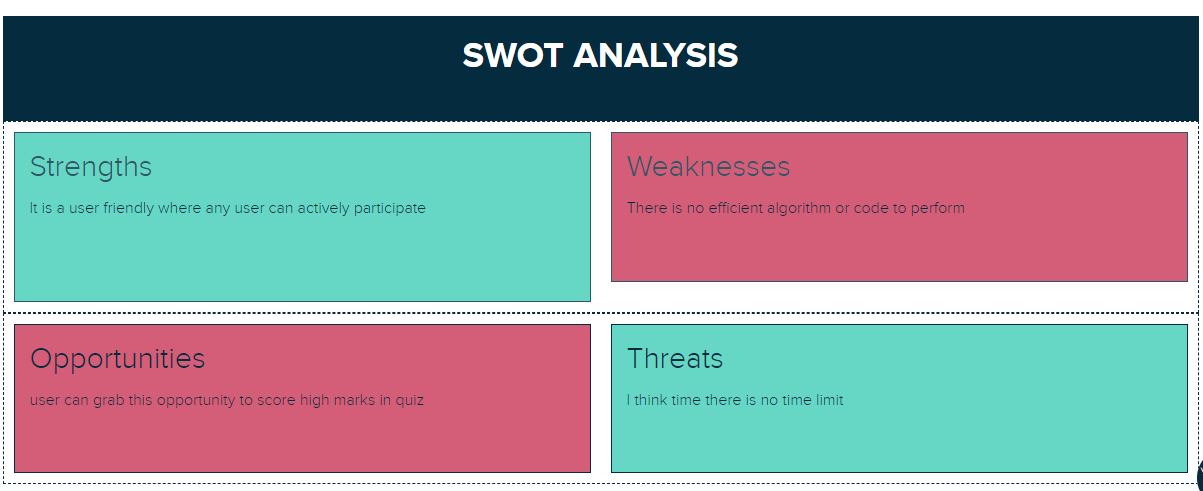 SWOT ANALYSIS
Strengths
It is a user friendly where any user can actively participate
Weaknesses
There is no efficient algorithm or code to perform
Opportunities
user can grab this opportunity to score high marks in quiz
Threats
I think time there is no time limit